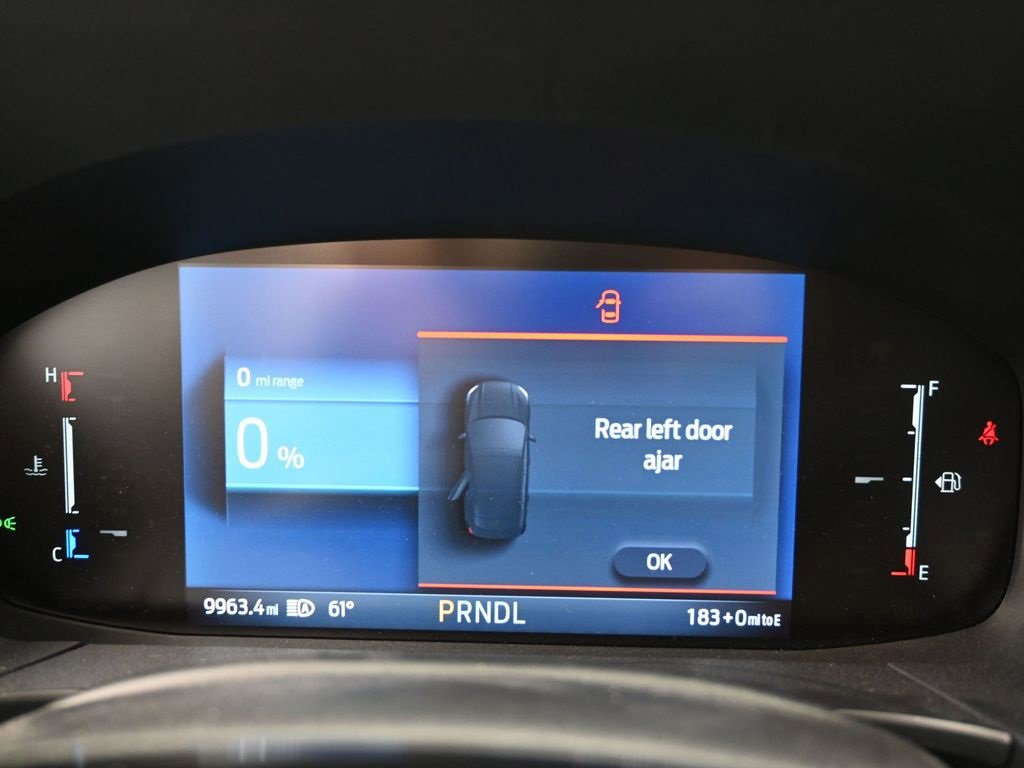 H
C
0 mi range
0 %
Rear left door
ajar
OK
F
E
9963.4 mi A 61° PRNDL 183+0 mi to E